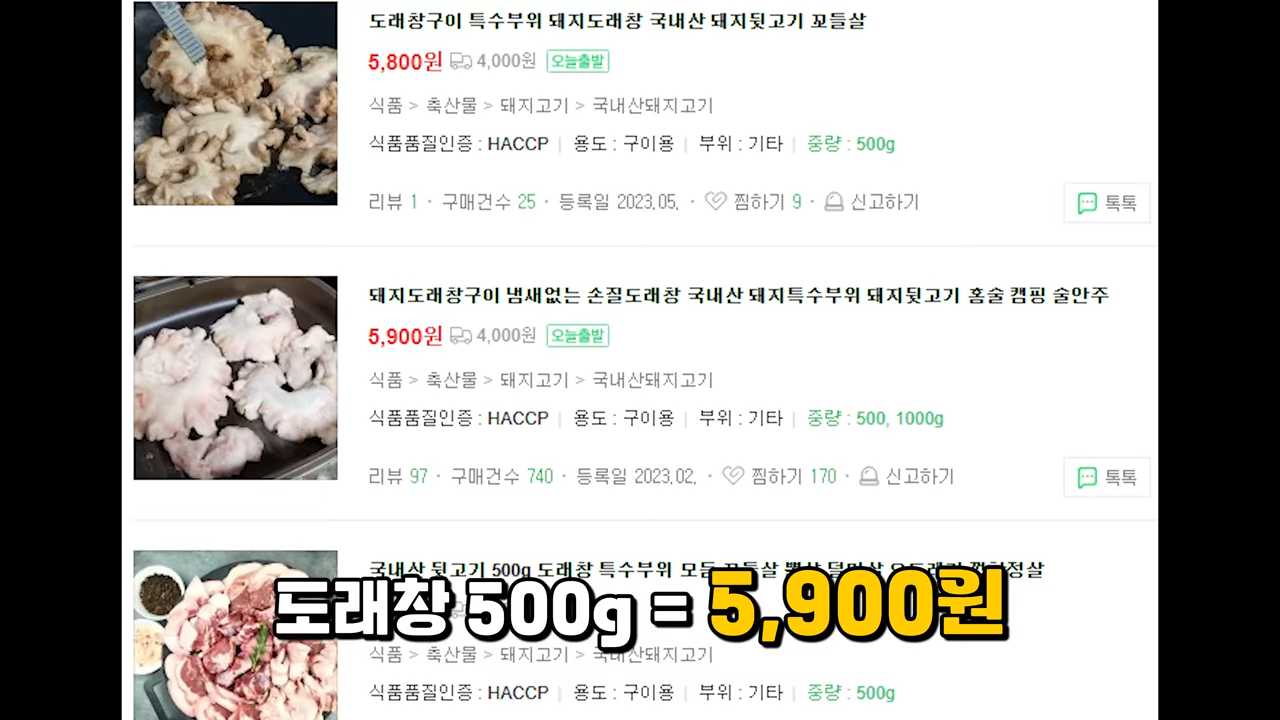 도래창구이 특수부위 돼지도래창 국내산 돼지뒷고기 꼬들살
5,800원 4,000원 오늘출발
식품 > 축산물 > 돼지고기 > 국내산돼지고기
식품품질인증 : HACCP | 용도 : 구이용 | 부위 : 기타 | 중량 : 500g
리뷰 1 · 구매건수 25 · 등록일 2023.05. · 찜하기 9 · 신고하기
톡톡
돼지도래창구이 냄새없는 손질도래창 국내산 돼지특수부위 돼지뒷고기 홈술 캠핑 술안주
5,900원 4,000원 오늘출발
식품 > 축산물 > 돼지고기 > 국내산돼지고기
식품품질인증 : HACCP | 용도 : 구이용 | 부위 : 기타 | 중량 : 500, 1000g
리뷰 97 · 구매건수 740 · 등록일 2023.02. · 찜하기 170 · 신고하기
톡톡
국내산 뒷고기 500g 도래창 특수부위 모듬
도래창 500g = 5,900원
식품 > 축산물 > 돼지고기 > 국내산돼지고기
식품품질인증 : HACCP | 용도 : 구이용 | 부위 : 기타 | 중량 : 500g